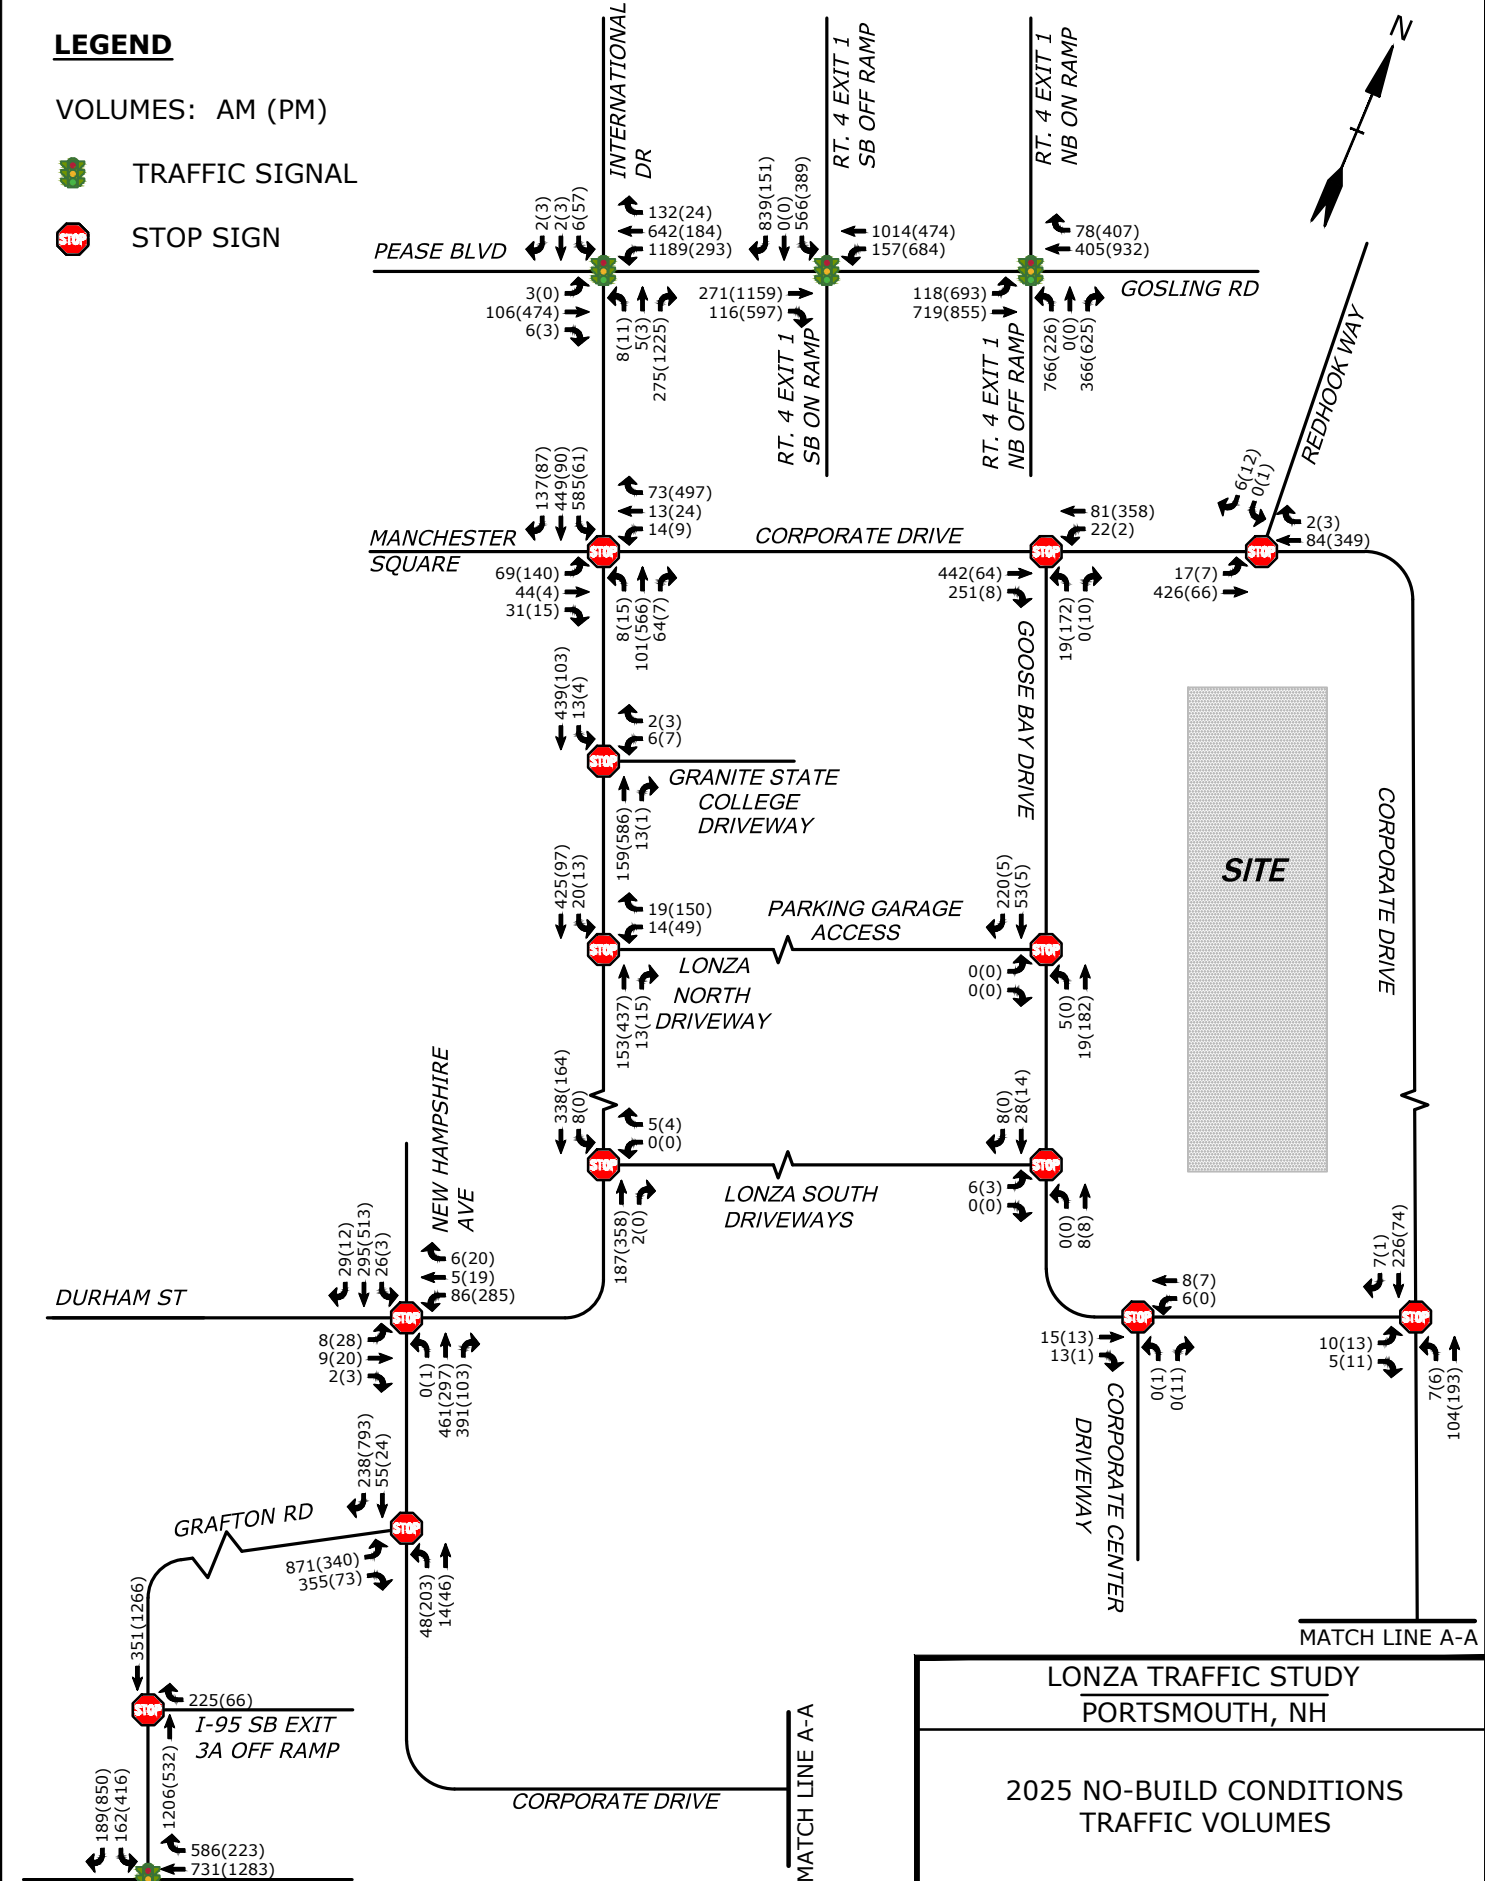 LEGEND
VOLUMES: AM (PM)
TRAFFIC SIGNAL
STOP
STOP SIGN
N
INTERNATIONAL
DR
RT. 4 EXIT 1
SB OFF RAMP
RT. 4 EXIT 1
NB ON RAMP
2(3)
2(3)
6(57)
132(24)
642(184)
1189(293)
839(151)
0(0)
566(389)
1014(474)
157(684)
78(407)
405(932)
PEASE BLVD
GOSLING RD
3(0)
106(474)
6(3)
8(11)
5(3)
275(1225)
271(1159)
116(597)
RT. 4 EXIT 1
SB ON RAMP
118(693)
719(855)
RT. 4 EXIT 1
NB OFF RAMP
766(226)
0(0)
366(625)
REDHOOK WAY
137(87)
449(90)
585(61)
73(497)
13(24)
14(9)
MANCHESTER
SQUARE
STOP
CORPORATE DRIVE
81(358)
22(2)
STOP
6(12)
0(1)
2(3)
84(349)
STOP
69(140)
44(4)
31(15)
8(15)
101(566)
64(7)
442(64)
251(8)
19(172)
0(10)
17(7)
426(66)
GOOSE BAY DRIVE
439(103)
13(4)
2(3)
6(7)
STOP
GRANITE STATE
COLLEGE
DRIVEWAY
159(586)
13(1)
SITE
CORPORATE DRIVE
425(97)
20(13)
19(150)
14(49)
PARKING GARAGE
ACCESS
220(5)
53(5)
STOP
STOP
LONZA
NORTH
DRIVEWAY
153(437)
13(15)
0(0)
0(0)
5(0)
19(182)
338(164)
8(0)
5(4)
0(0)
8(0)
28(14)
STOP
STOP
LONZA SOUTH
DRIVEWAYS
187(358)
2(0)
6(3)
0(0)
0(0)
8(8)
NEW HAMPSHIRE
AVE
29(12)
295(513)
26(3)
6(20)
5(19)
86(285)
DURHAM ST
STOP
8(28)
9(20)
2(3)
0(1)
461(297)
391(103)
8(7)
6(0)
STOP
15(13)
13(1)
0(1)
0(11)
CORPORATE CENTER
DRIVEWAY
7(1)
226(74)
STOP
10(13)
5(11)
7(6)
104(193)
238(793)
55(24)
GRAFTON RD
STOP
871(340)
355(73)
48(203)
14(46)
351(1266)
STOP
225(66)
I-95 SB EXIT
3A OFF RAMP
1206(532)
189(850)
162(416)
586(223)
731(1283)
CORPORATE DRIVE
MATCH LINE A-A
MATCH LINE A-A
LONZA TRAFFIC STUDY
PORTSMOUTH, NH
2025 NO-BUILD CONDITIONS
TRAFFIC VOLUMES